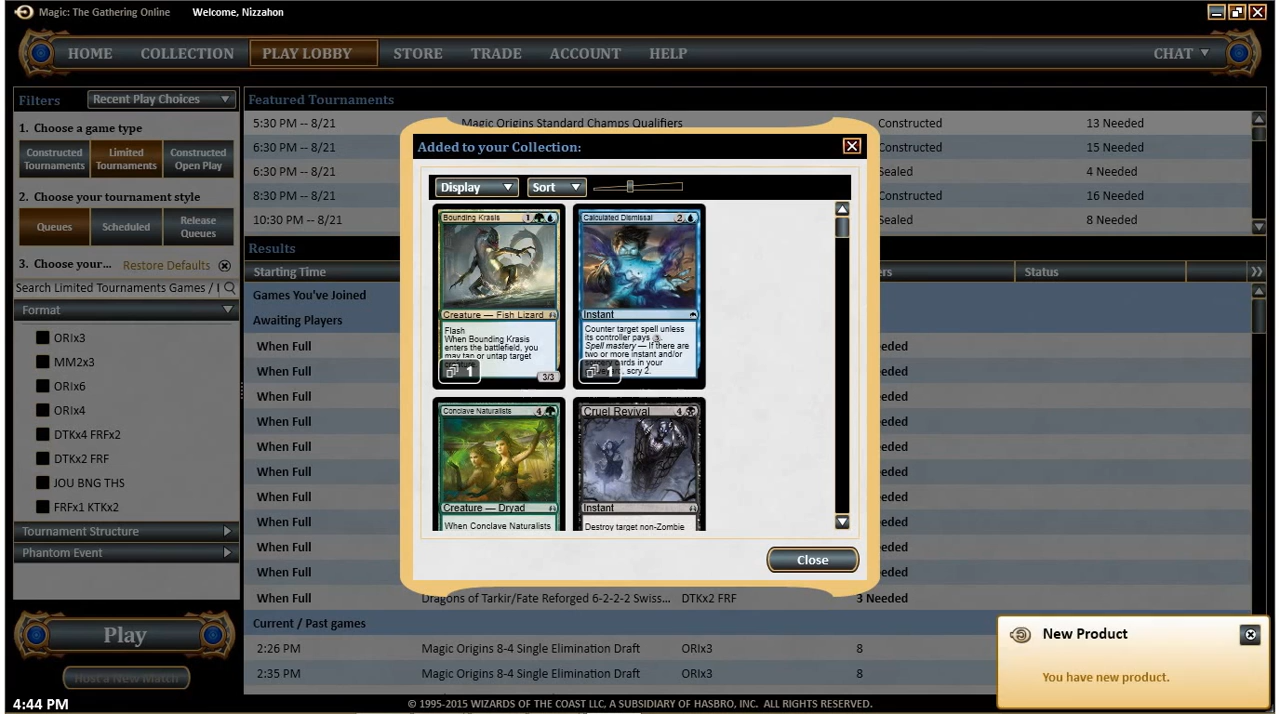 Magic: The Gathering Online
Welcome, Nizzahon
HOME COLLECTION PLAY LOBBY STORE TRADE ACCOUNT HELP CHAT
Filters
Recent Play Choices
1. Choose a game type
Constructed Tournaments
Limited Tournaments
Constructed Open Play
2. Choose your tournament style
Queues
Scheduled
Release Queues
3. Choose your... Restore Defaults
Search Limited Tournaments Games /
Format
ORIx3
MM2x3
ORIx6
ORIx4
DTKx4 FRFx2
DTKx2 FRF
JOU BNG THS
FRFx1 KTKx2
Tournament Structure
Phantom Event
Play
Host a New Match
4:44 PM
Featured Tournaments
5:30 PM -- 8/21 Magic Origins Standard Champs Qualifiers Constructed 13 Needed
6:30 PM -- 8/21 Constructed 15 Needed
6:30 PM -- 8/21 Sealed 4 Needed
8:30 PM -- 8/21 Constructed 16 Needed
10:30 PM -- 8/21 Sealed 8 Needed
Results
Starting Time Status
Games You've Joined
Awaiting Players
When Full
When Full
When Full
When Full
When Full
When Full
When Full
When Full
When Full
When Full
When Full Dragons of Tarkir/Fate Reforged 6-2-2-2 Swiss... DTKx2 FRF 3 Needed
Current / Past games
2:26 PM Magic Origins 8-4 Single Elimination Draft ORIx3 8
2:35 PM Magic Origins 8-4 Single Elimination Draft ORIx3 8
© 1995-2015 WIZARDS OF THE COAST LLC, A SUBSIDIARY OF HASBRO, INC. ALL RIGHTS RESERVED.
Added to your Collection:
Display
Sort
Bounding Krasis 1
Creature — Fish Lizard
Flash
When Bounding Krasis
enters the battlefield, you
may tap or untap target
1
3/3
Calculated Dismissal 2
Instant
Counter target spell unless
its controller pays 3.
Spell mastery — If there are
two or more instant and/or
cards in your
scry 2.
1
Conclave Naturalists 4
Creature — Dryad
When Conclave Naturalists
Cruel Revival 4
Instant
Destroy target non-Zombie
Close
New Product
You have new product.